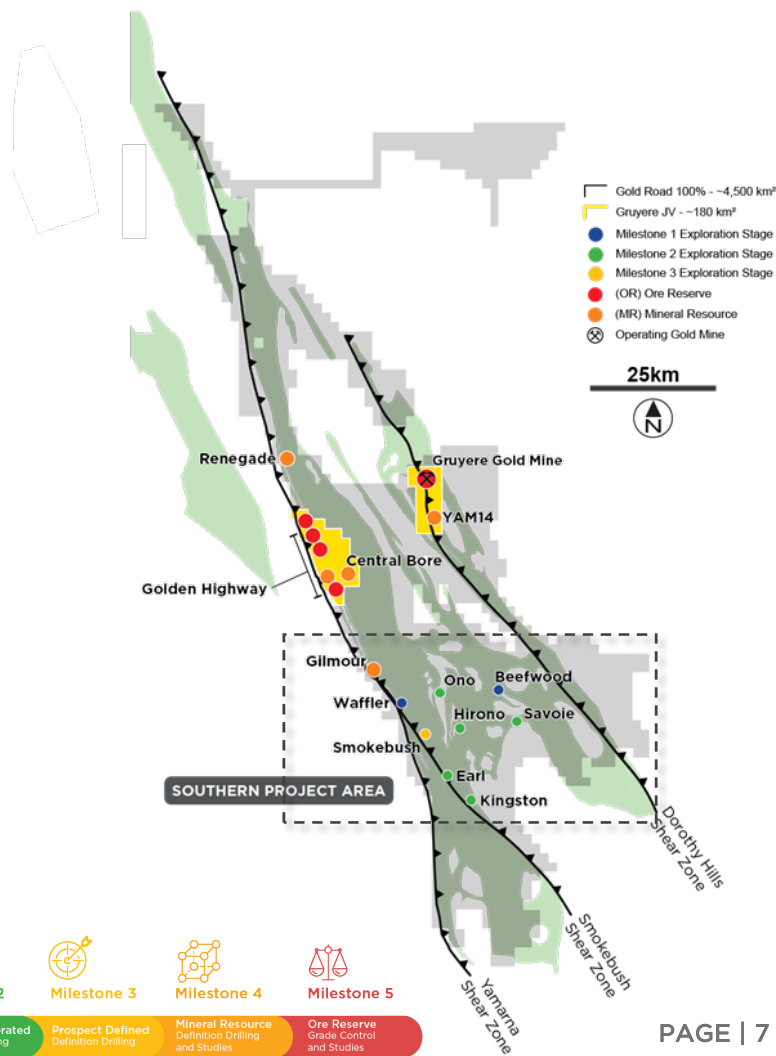 Gold Road 100% - ~4,500 km²
Gruyere JV - ~180 km²
Milestone 1 Exploration Stage
Milestone 2 Exploration Stage
Milestone 3 Exploration Stage
(OR) Ore Reserve
(MR) Mineral Resource
Operating Gold Mine
25km
N
Renegade
Gruyere Gold Mine
YAM14
Central Bore
Golden Highway
Gilmour
Ono
Beefwood
Waffler
Hirono
Savoie
Smokebush
Earl
SOUTHERN PROJECT AREA
Kingston
Dorothy Hills
Shear Zone
Smokebush
Shear Zone
Yamarna
Shear Zone
2
Milestone 3
Milestone 4
Milestone 5
erated
ng
Prospect Defined
Definition Drilling
Mineral Resource
Definition Drilling
and Studies
Ore Reserve
Grade Control
and Studies
PAGE | 7